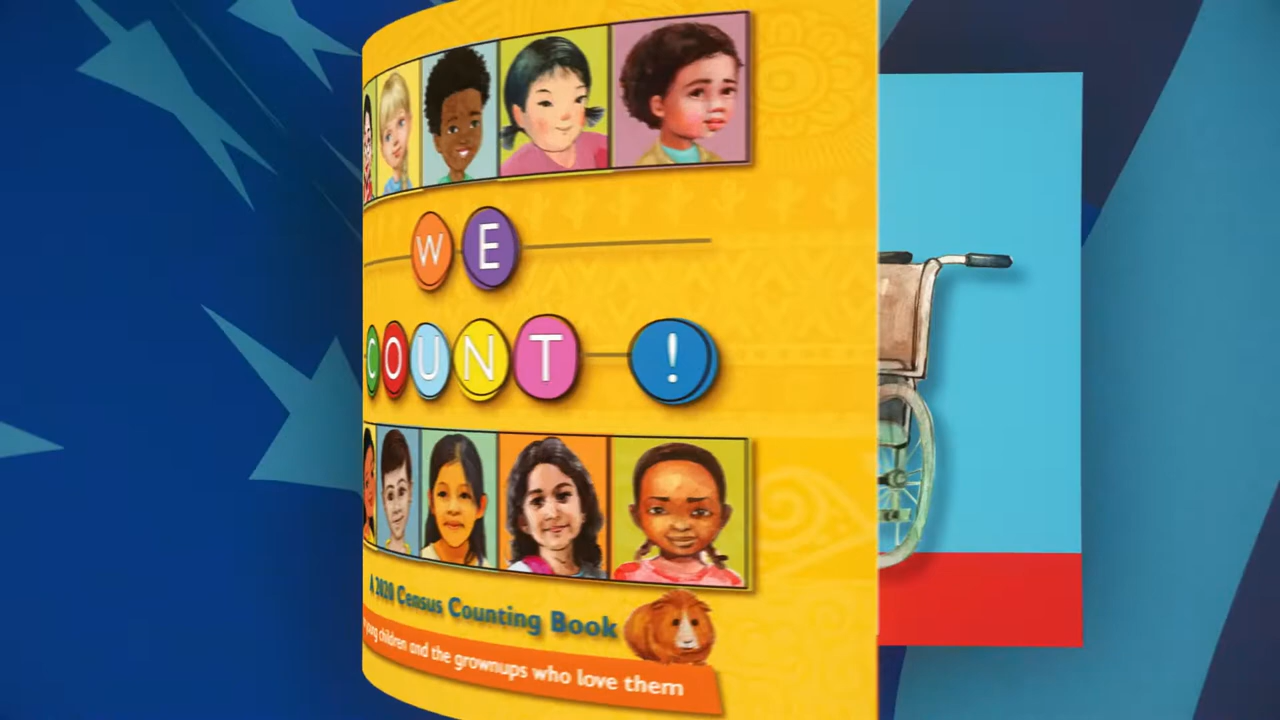 WE
COUNT!
A 2020 Census Counting Book
young children and the grownups who love them